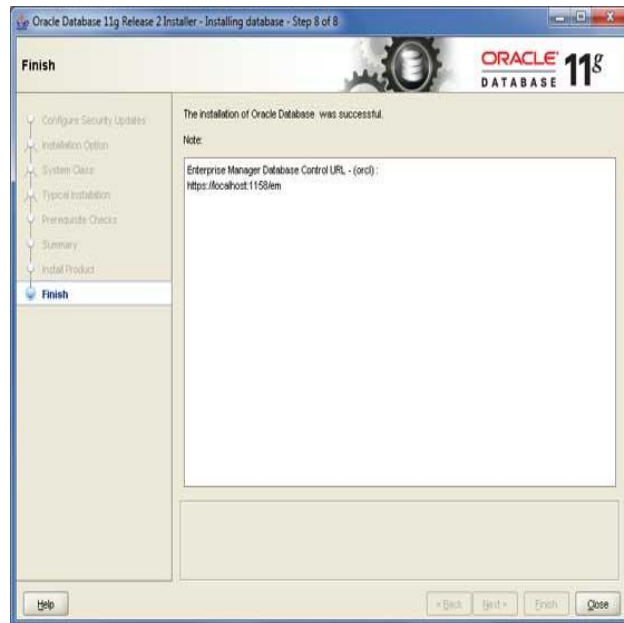 Oracle Database 11g Release 2 Installer - Installing database - Step 8 of 8
Finish
ORACLE
DATABASE
11g
Configure Security Updates
Installation Option
System Class
Typical Installation
Prerequisite Checks
Summary
Install Product
Finish
The installation of Oracle Database was successful.
Note:
Enterprise Manager Database Control URL - (orcl) :
https://localhost:1158/em
Help
< Back
Next >
Finish
Close